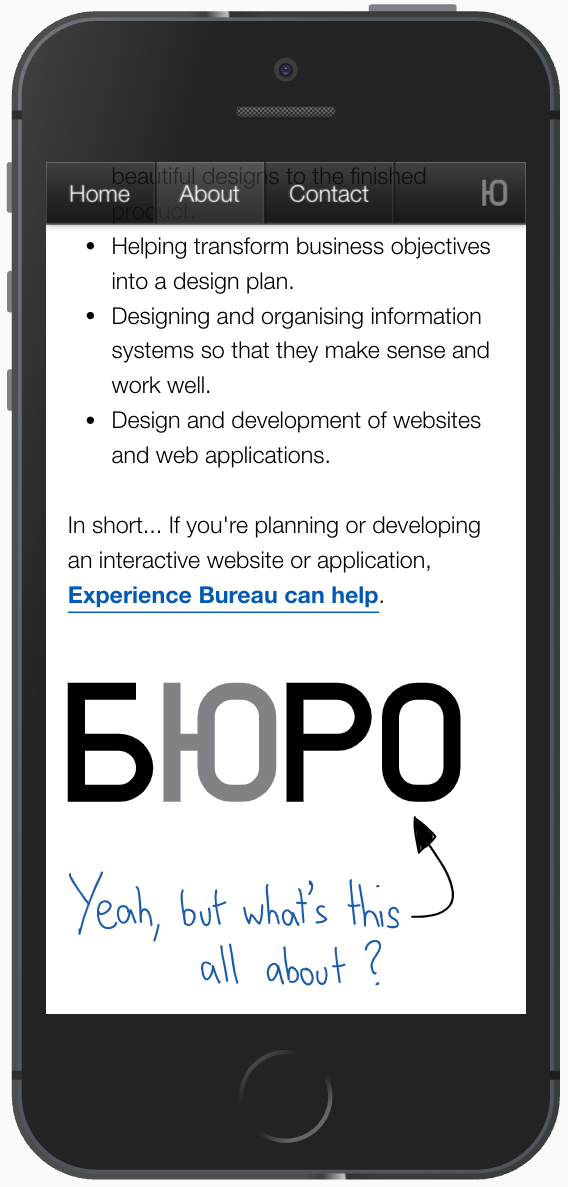 Home About Contact Ю
beautiful designs to the finished
product.
• Helping transform business objectives
into a design plan.
• Designing and organising information
systems so that they make sense and
work well.
• Design and development of websites
and web applications.
In short... If you're planning or developing
an interactive website or application,
Experience Bureau can help.
БЮРО
Yeah, but what's this
all about?